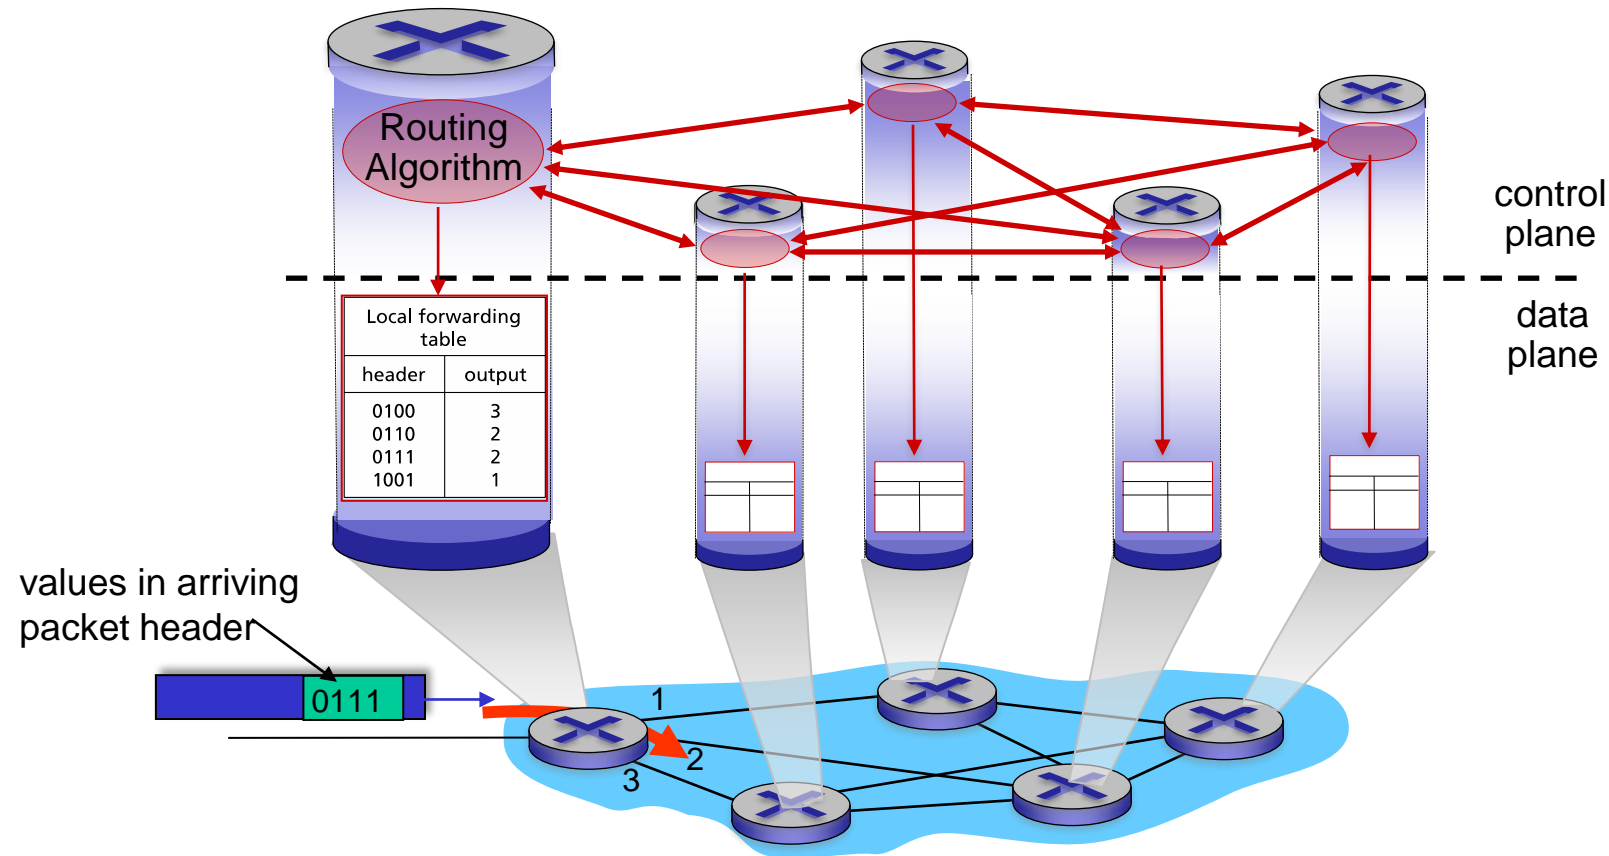 Routing
Algorithm
control
plane
data
plane
Local forwarding
table
header output
0100 3
0110 2
0111 2
1001 1
values in arriving
packet header
0111
1
2
3